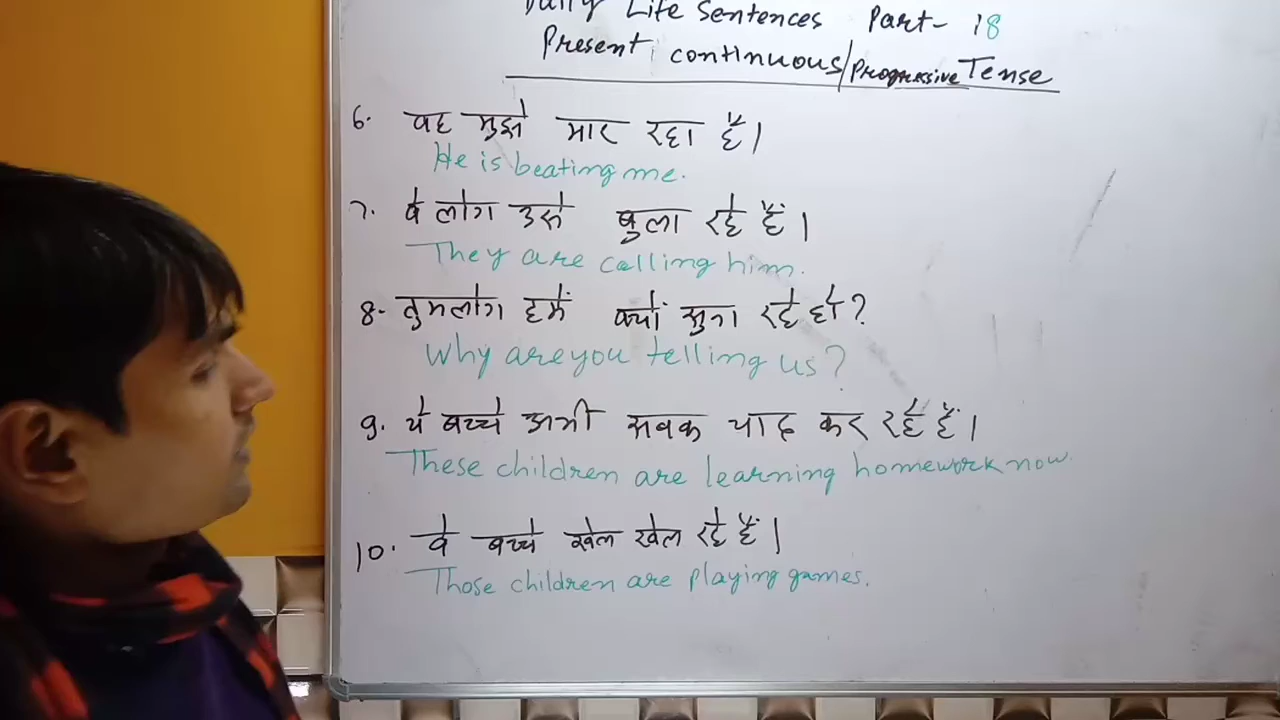 Daily Life Sentences Part- 18
Present continuous/Progressive Tense
6. वह मुझे मार रहा है।
He is beating me.
7. वे लोग उसे बुला रहे हैं।
They are calling him.
8. तुमलोग हमें क्यों सुना रहे हो?
Why are you telling us?
9. ये बच्चे अभी सबक याद कर रहे हैं।
These children are learning homework now.
10. वे बच्चे खेल खेल रहे हैं।
Those children are playing games.